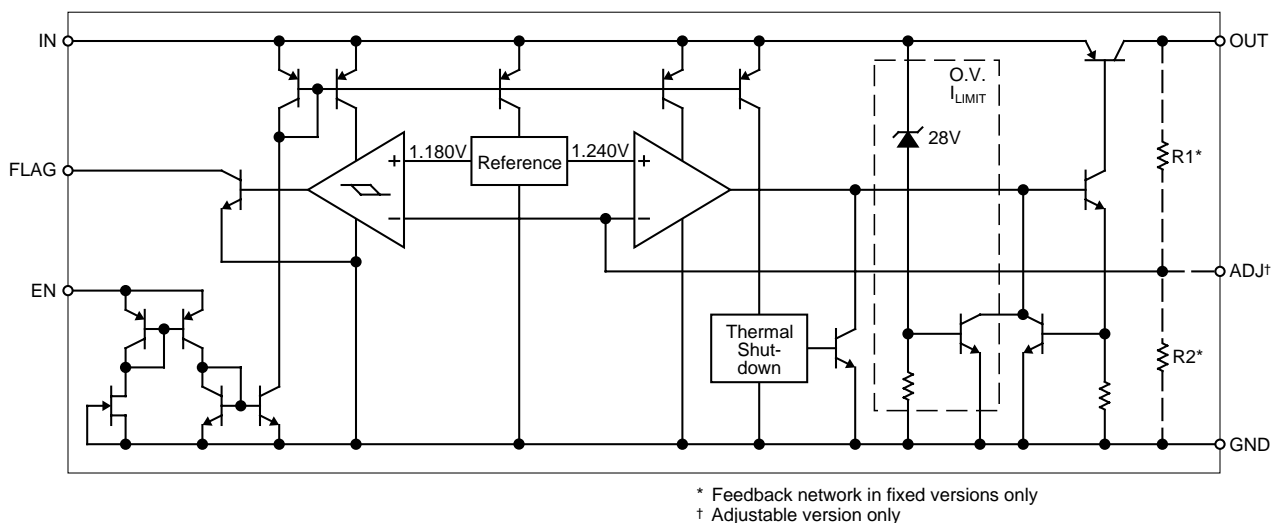 IN
OUT
O.V.
I LIMIT
28V
R1*
FLAG
+
1.180V
Reference
1.240V
+
−
−
ADJ†
EN
Thermal
Shut-
down
R2*
GND
* Feedback network in fixed versions only
† Adjustable version only